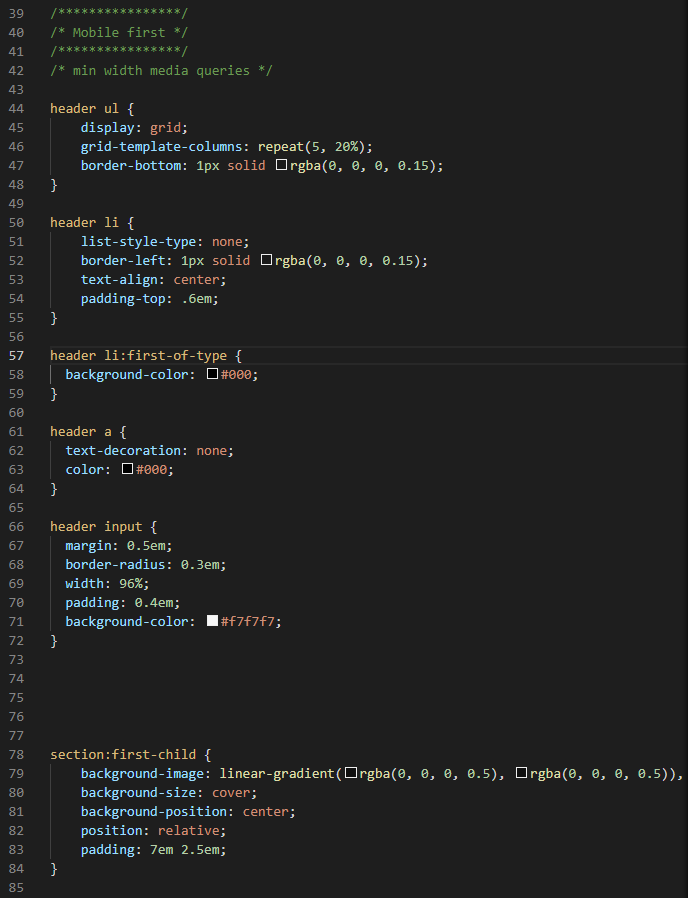 39 /****************/
40 /* Mobile first */
41 /****************/
42 /* min width media queries */
43
44 header ul {
45     display: grid;
46     grid-template-columns: repeat(5, 20%);
47     border-bottom: 1px solid rgba(0, 0, 0, 0.15);
48 }
49
50 header li {
51     list-style-type: none;
52     border-left: 1px solid rgba(0, 0, 0, 0.15);
53     text-align: center;
54     padding-top: .6em;
55 }
56
57 header li:first-of-type {
58   background-color: #000;
59 }
60
61 header a {
62   text-decoration: none;
63   color: #000;
64 }
65
66 header input {
67   margin: 0.5em;
68   border-radius: 0.3em;
69   width: 96%;
70   padding: 0.4em;
71   background-color: #f7f7f7;
72 }
73
74
75
76
77
78 section:first-child {
79     background-image: linear-gradient(rgba(0, 0, 0, 0.5), rgba(0, 0, 0, 0.5)),
80     background-size: cover;
81     background-position: center;
82     position: relative;
83     padding: 7em 2.5em;
84 }
85